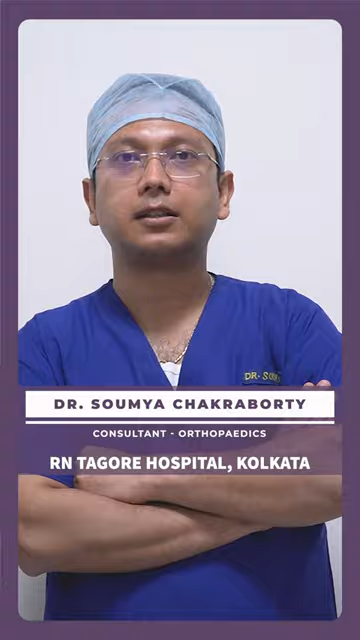 DR. SOUMYA CHAKRABORTY
CONSULTANT - ORTHOPAEDICS
RN TAGORE HOSPITAL, KOLKATA